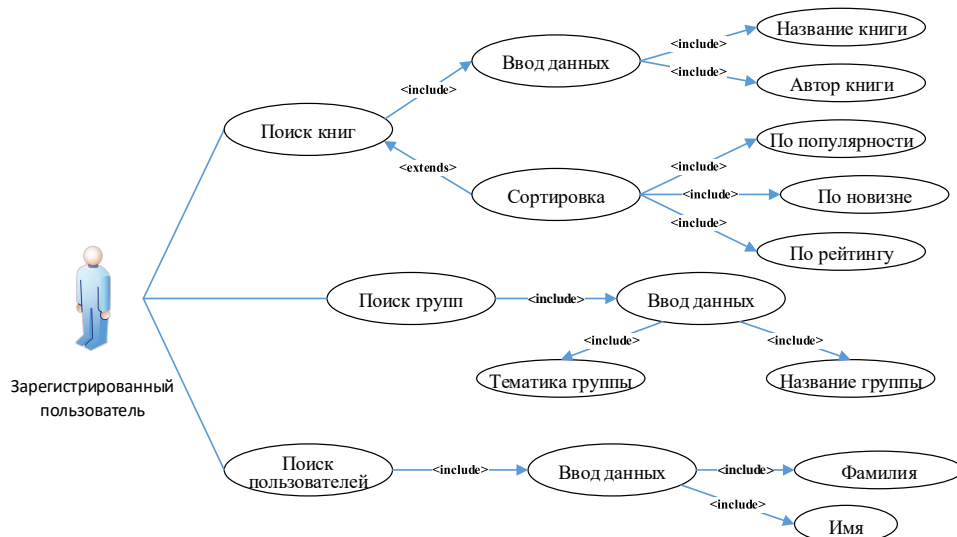 Название книги
<include>
Ввод данных
<include>
Автор книги
<include>
Поиск книг
По популярности
<extends>
<include>
Сортировка
<include>
По новизне
<include>
По рейтингу
Поиск групп
<include>
Ввод данных
<include>
<include>
Тематика группы
Название группы
Зарегистрированный
пользователь
Поиск
пользователей
<include>
Ввод данных
<include>
Фамилия
<include>
Имя